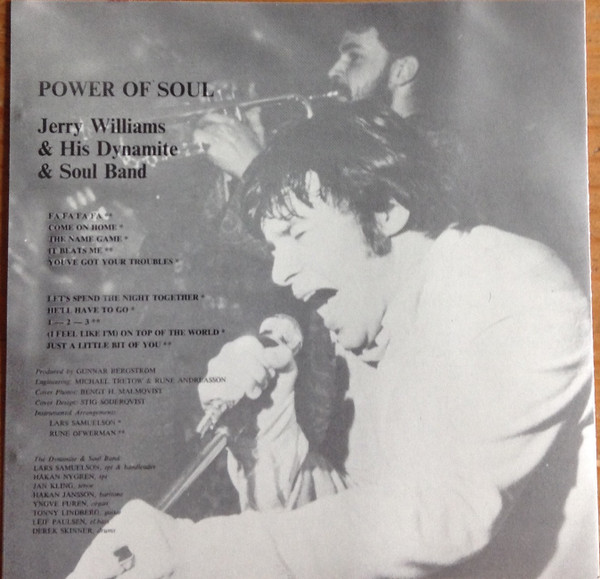 POWER OF SOUL
Jerry Williams
& His Dynamite
& Soul Band
FA FA FA FA **
COME ON HOME *
THE NAME GAME *
IT BEATS ME **
YOU'VE GOT YOUR TROUBLES *
LET'S SPEND THE NIGHT TOGETHER *
HE'LL HAVE TO GO *
1 — 2 — 3 **
(I FEEL LIKE I'M) ON TOP OF THE WORLD *
JUST A LITTLE BIT OF YOU **
Produced by GUNNAR BERGSTRÖM
Engineering: MICHAEL TRETOW & RUNE ANDREASSON
Cover Photos: BENGT H. MALMQVIST
Cover Design: STIG SÖDERQVIST
Instrumental Arrangements:
LARS SAMUELSON *
RUNE ÖFWERMAN **
The Dynamite & Soul Band:
LARS SAMUELSON, tpt & bandleader
HÅKAN NYGREN, tpt
JAN KLING, tenor
HÅKAN JANSSON, baritone
YNGVE FUREN, organ
TONNY LINDBERG, guitar
LEIF PAULSEN, el.bass
DEREK SKINNER, drums